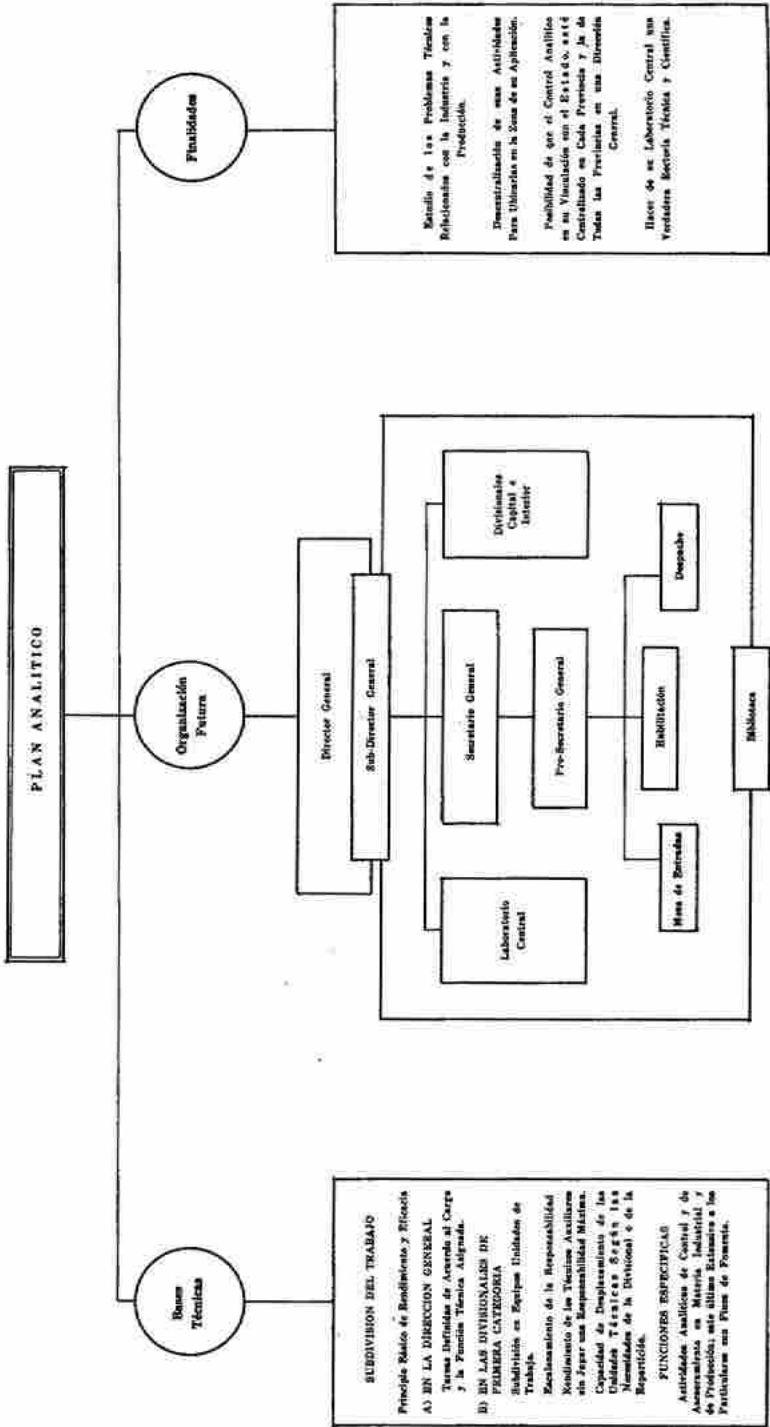 PLAN ANALITICO
Bases
Técnicas
Organización
Futura
Finalidades
SUBDIVISION DEL TRABAJO
Principio Básico de Rendimiento y Eficacia
A) EN LA DIRECCION GENERAL
Tareas Definidas de Acuerdo al Cargo
y la Función Técnica Asignada.
B) EN LAS DIVISIONALES DE
PRIMERA CATEGORIA
Subdivisión en Equipos Unidades de
Trabajo.
Escalonamiento de la Responsabilidad
Rendimiento de los Técnicos Auxiliares
sin Jugar una Responsabilidad Máxima.
Capacidad de Desplazamiento de las
Unidades Técnicas Según las
Necesidades de la Divisional o de la
Repartición.
FUNCIONES ESPECIFICAS
Actividades Analíticas de Control y de
Asesoramiento en Materia Industrial y
de Producción; este último Extensivo a los
Particulares con Fines de Fomento.
Director General
Sub-Director General
Laboratorio
Central
Secretario General
Divisionales
Capital e
Interior
Pro-Secretario General
Mesa de Entradas
Habilitación
Despacho
Biblioteca
Estudio de los Problemas Técnicos
Relacionados con la Industria y con la
Producción.
Descentralización de esas Actividades
Para Ubicarlas en la Zona de su Aplicación.
Posibilidad de que el Control Analítico
en su Vinculación con el Estado, esté
Centralizado en Cada Provincia y la de
Todas las Provincias en una Dirección
General.
Hacer de su Laboratorio Central una
Verdadera Rectoría Técnica y Científica.